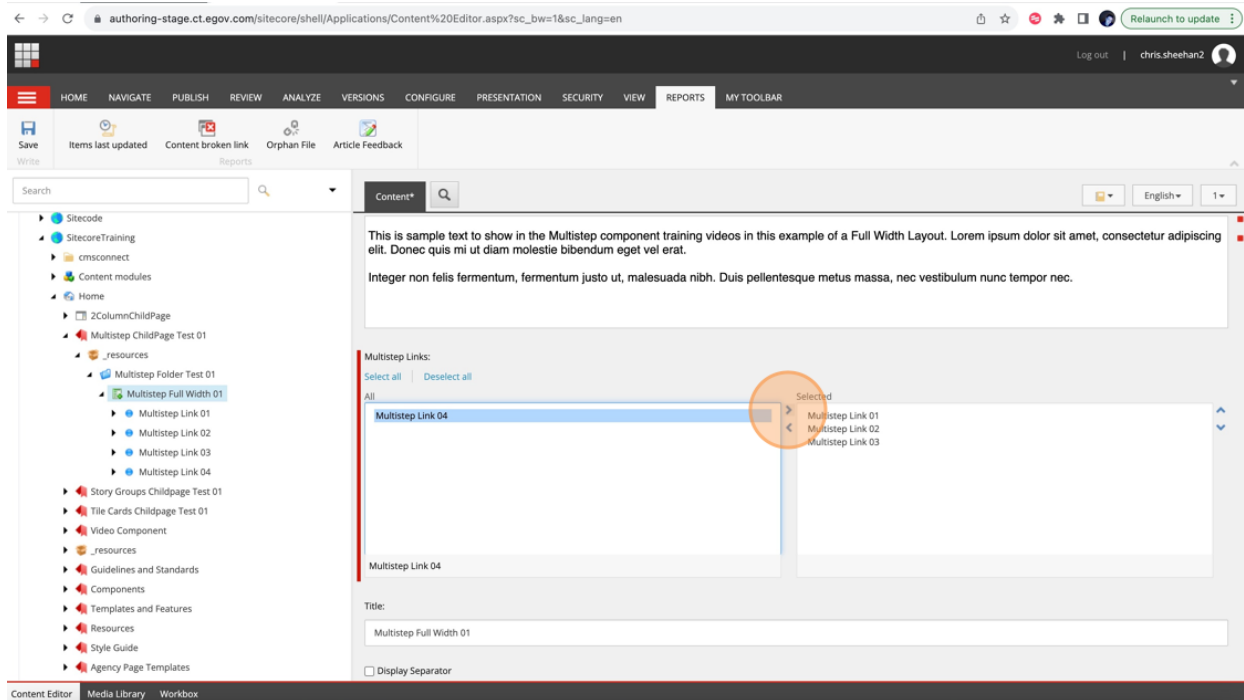 authoring-stage.ct.egov.com/sitecore/shell/Applications/Content%20Editor.aspx?sc_bw=1&sc_lang=en
Relaunch to update
Log out | chris.sheehan2
HOME NAVIGATE PUBLISH REVIEW ANALYZE VERSIONS CONFIGURE PRESENTATION SECURITY VIEW REPORTS MY TOOLBAR
Save Items last updated Content broken link Orphan File Article Feedback
Write Reports
Search
Content*
English
1
Sitecode
SitecoreTraining
cmsconnect
Content modules
Home
2ColumnChildPage
Multistep ChildPage Test 01
_resources
Multistep Folder Test 01
Multistep Full Width 01
Multistep Link 01
Multistep Link 02
Multistep Link 03
Multistep Link 04
Story Groups Childpage Test 01
Tile Cards Childpage Test 01
Video Component
_resources
Guidelines and Standards
Components
Templates and Features
Resources
Style Guide
Agency Page Templates
This is sample text to show in the Multistep component training videos in this example of a Full Width Layout. Lorem ipsum dolor sit amet, consectetur adipiscing
elit. Donec quis mi ut diam molestie bibendum eget vel erat.
Integer non felis fermentum, fermentum justo ut, malesuada nibh. Duis pellentesque metus massa, nec vestibulum nunc tempor nec.
Multistep Links:
Select all | Deselect all
All
Multistep Link 04
Multistep Link 04
Selected
Multistep Link 01
Multistep Link 02
Multistep Link 03
Title:
Multistep Full Width 01
Display Separator
Content Editor Media Library Workbox